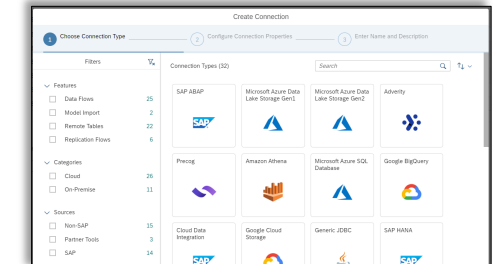 Create Connection
1 Choose Connection Type
2 Configure Connection Properties
3 Enter Name and Description
Filters
Connection Types (32)
Search
Features
Data Flows 25
Model Import 2
Remote Tables 22
Replication Flows 6
Categories
Cloud 26
On-Premise 11
Sources
Non-SAP 15
Partner Tools 3
SAP 14
SAP ABAP
SAP
Microsoft Azure Data
Lake Storage Gen1
Microsoft Azure Data
Lake Storage Gen2
Adverity
Precog
Amazon Athena
Microsoft Azure SQL
Database
Google BigQuery
Cloud Data
Integration
SAP
Google Cloud
Storage
Generic JDBC
SAP HANA
SAP